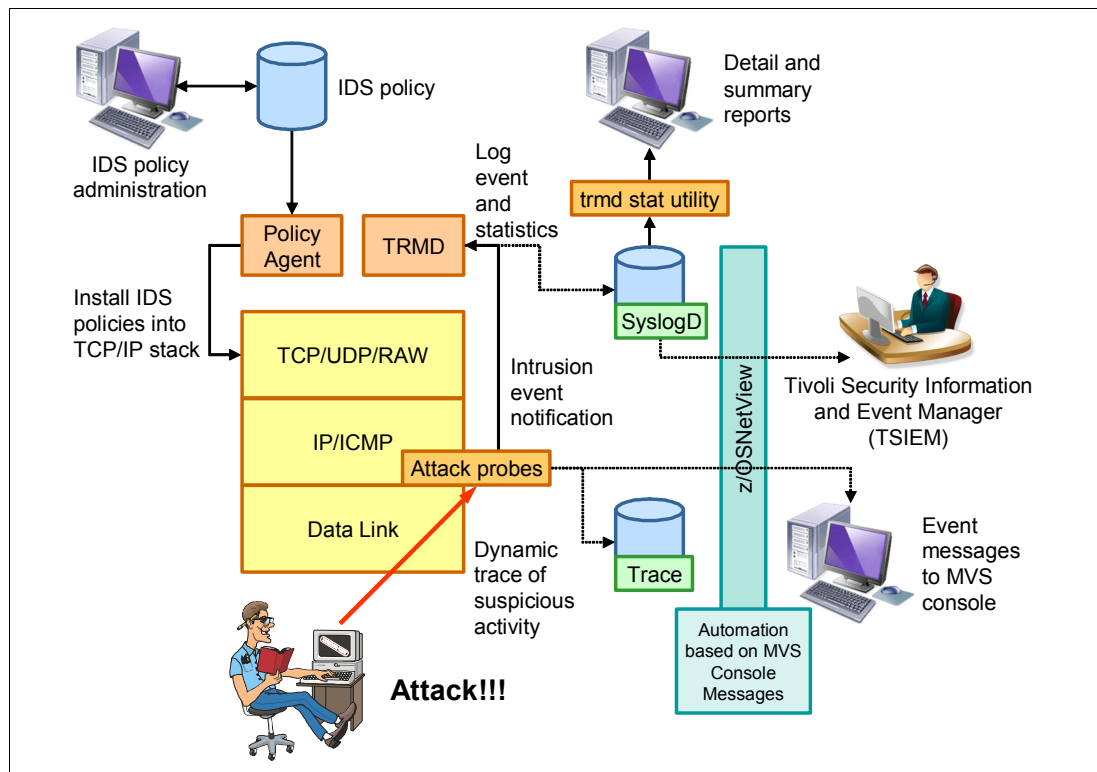 IDS policy
administration
IDS policy
Detail and
summary
reports
Log
event
and
statistics
trmd stat utility
Policy
Agent
TRMD
SyslogD
Install IDS
policies into
TCP/IP stack
TCP/UDP/RAW
IP/ICMP
Data Link
Intrusion
event
notification
Attack probes
z/OSNetView
Tivoli Security Information
and Event Manager
(TSIEM)
Dynamic
trace of
suspicious
activity
Trace
Event
messages
to MVS
console
Automation
based on MVS
Console
Messages
Attack!!!